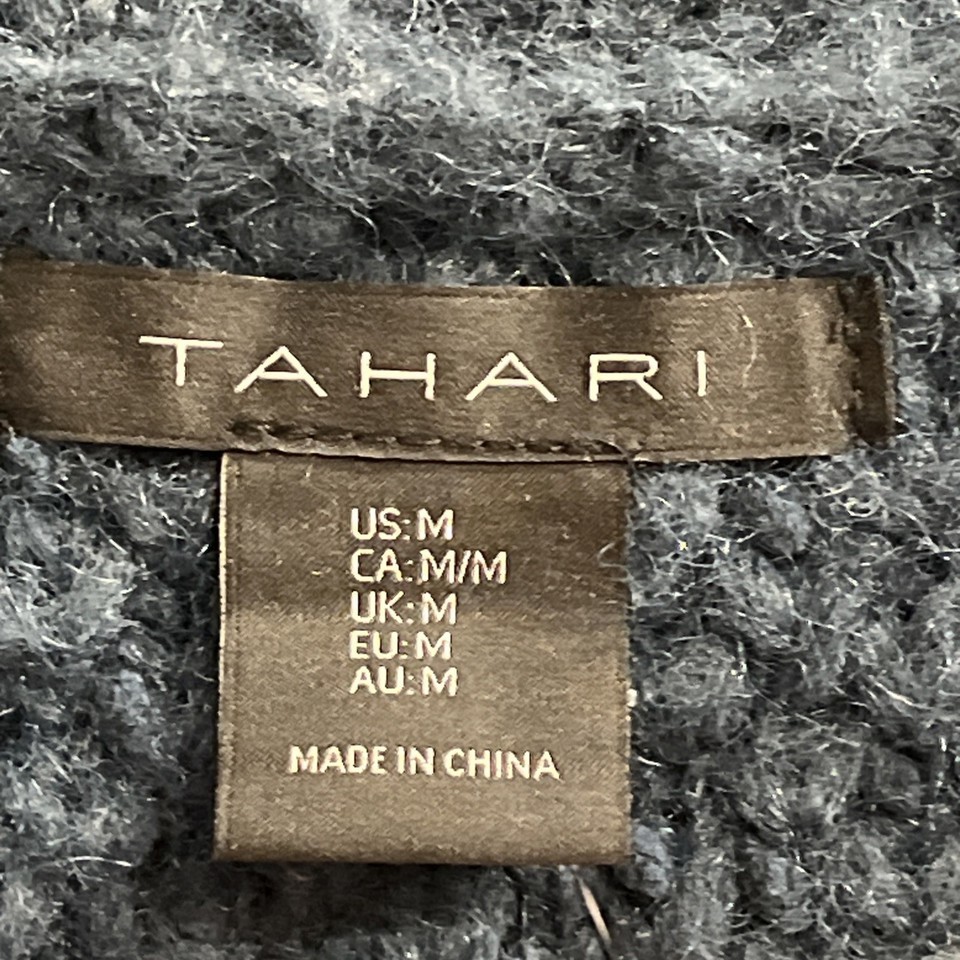 TAHARI
US: M
CA: M/M
UK: M
EU: M
AU: M
MADE IN CHINA